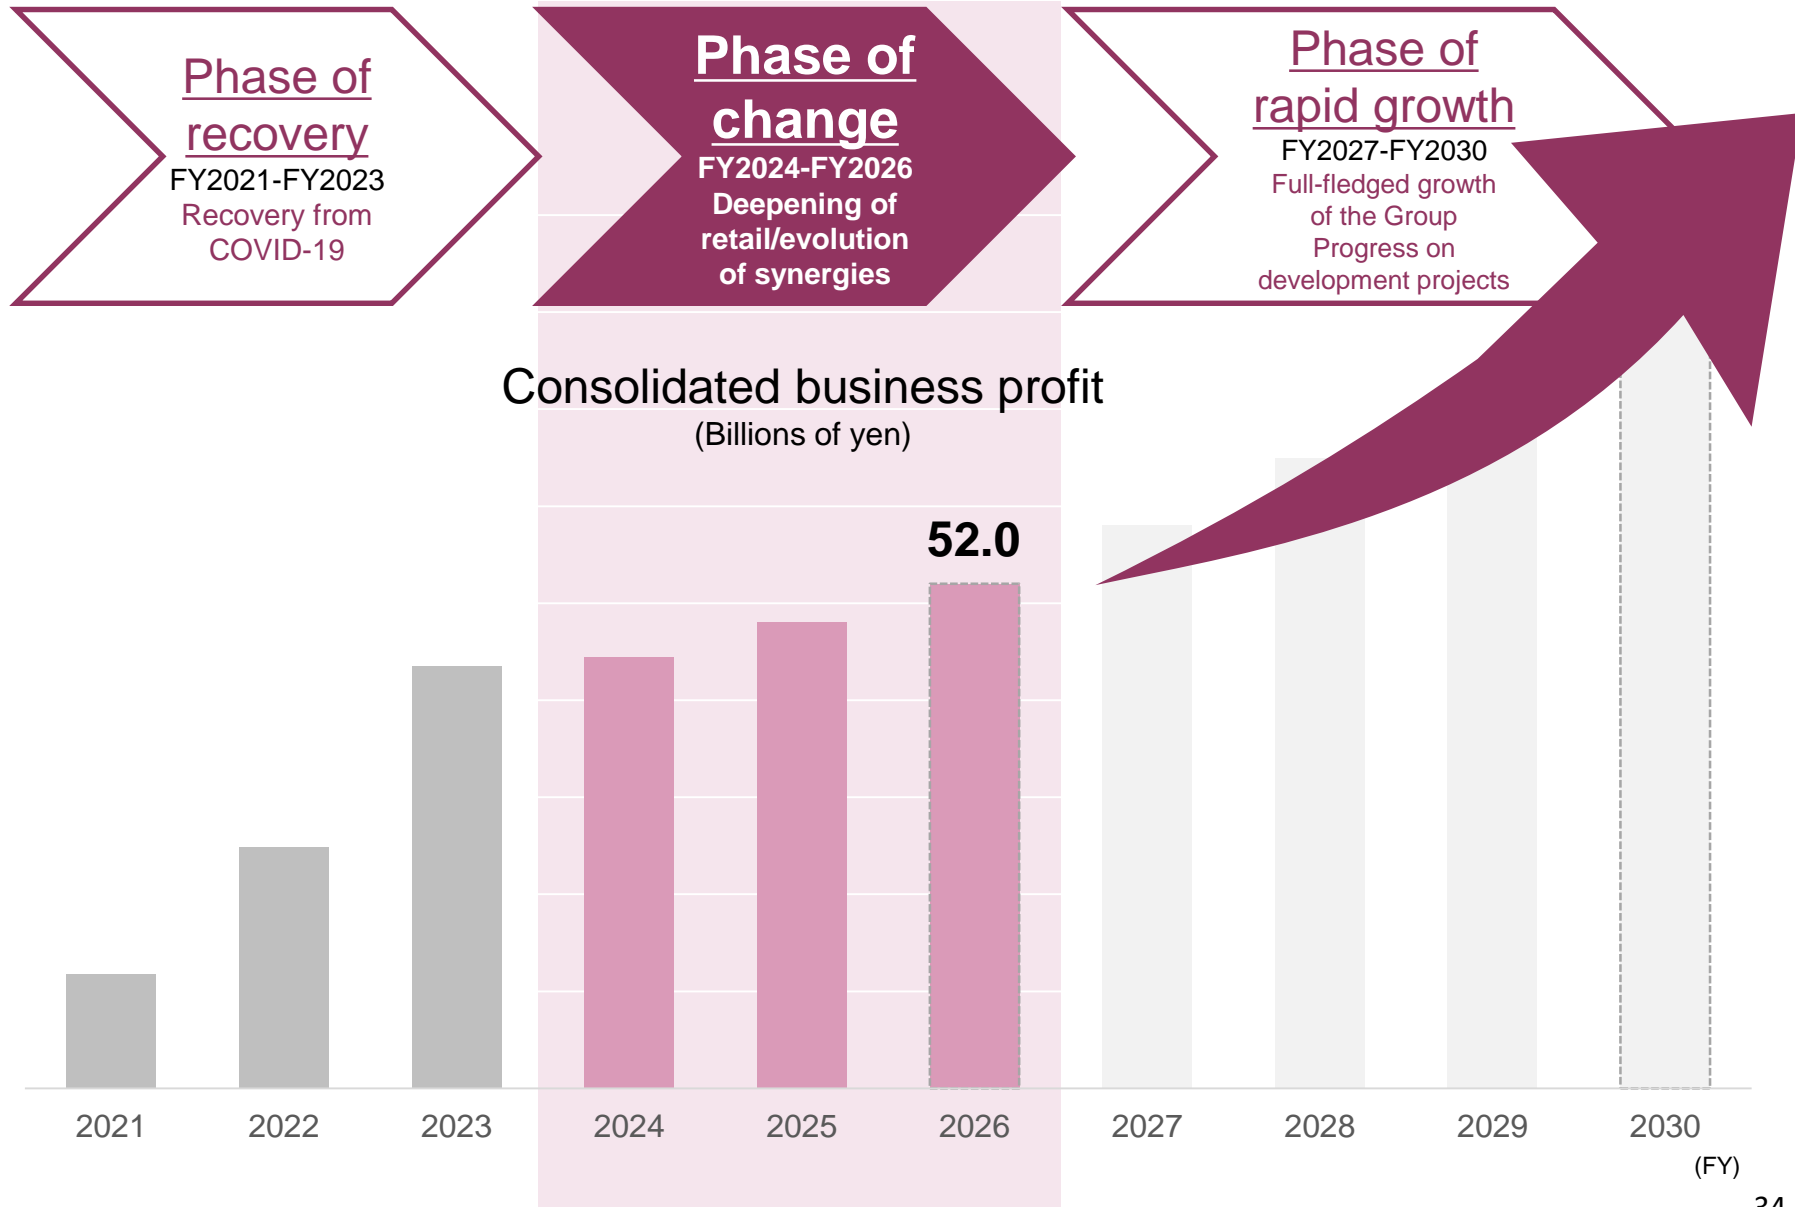 Phase of
recovery
FY2021-FY2023
Recovery from
COVID-19
Phase of
change
FY2024-FY2026
Deepening of
retail/evolution
of synergies
Phase of
rapid growth
FY2027-FY2030
Full-fledged growth
of the Group
Progress on
development projects
Consolidated business profit
(Billions of yen)
52.0
2021 2022 2023 2024 2025 2026 2027 2028 2029 2030
(FY)
34